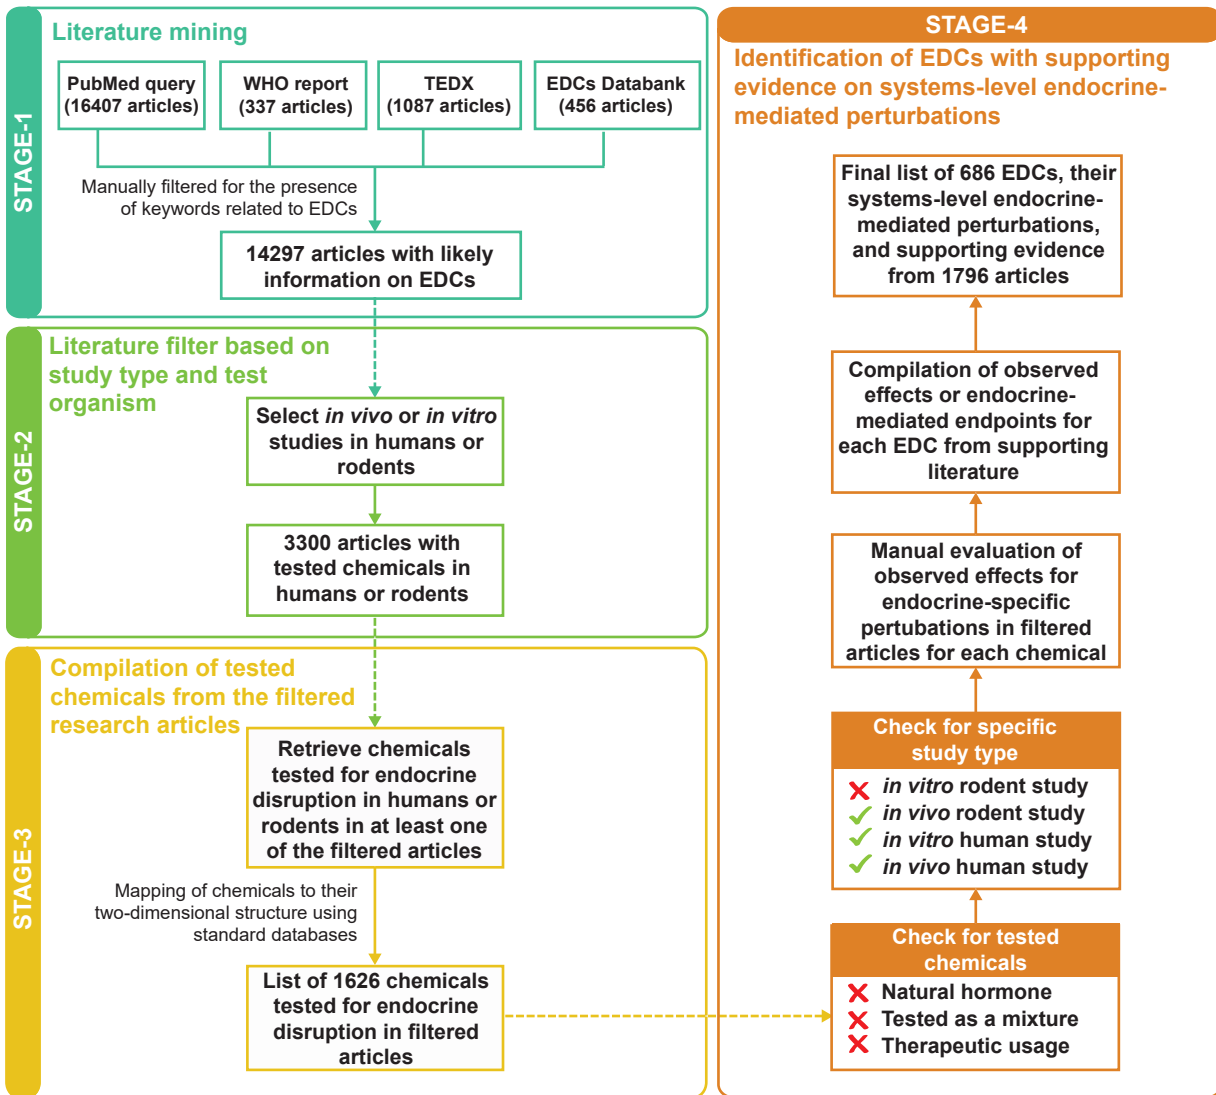 STAGE-1
Literature mining
PubMed query
(16407 articles)
WHO report
(337 articles)
TEDX
(1087 articles)
EDCs Databank
(456 articles)
Manually filtered for the presence
of keywords related to EDCs
14297 articles with likely
information on EDCs
STAGE-2
Literature filter based on
study type and test
organism
Select in vivo or in vitro
studies in humans or
rodents
3300 articles with
tested chemicals in
humans or rodents
STAGE-3
Compilation of tested
chemicals from the filtered
research articles
Retrieve chemicals
tested for endocrine
disruption in humans or
rodents in at least one
of the filtered articles
Mapping of chemicals to their
two-dimensional structure using
standard databases
List of 1626 chemicals
tested for endocrine
disruption in filtered
articles
STAGE-4
Identification of EDCs with supporting
evidence on systems-level endocrine-
mediated perturbations
Final list of 686 EDCs, their
systems-level endocrine-
mediated perturbations,
and supporting evidence
from 1796 articles
Compilation of observed
effects or endocrine-
mediated endpoints for
each EDC from supporting
literature
Manual evaluation of
observed effects for
endocrine-specific
pertubations in filtered
articles for each chemical
Check for specific
study type
in vitro rodent study
in vivo rodent study
in vitro human study
in vivo human study
Check for tested
chemicals
Natural hormone
Tested as a mixture
Therapeutic usage